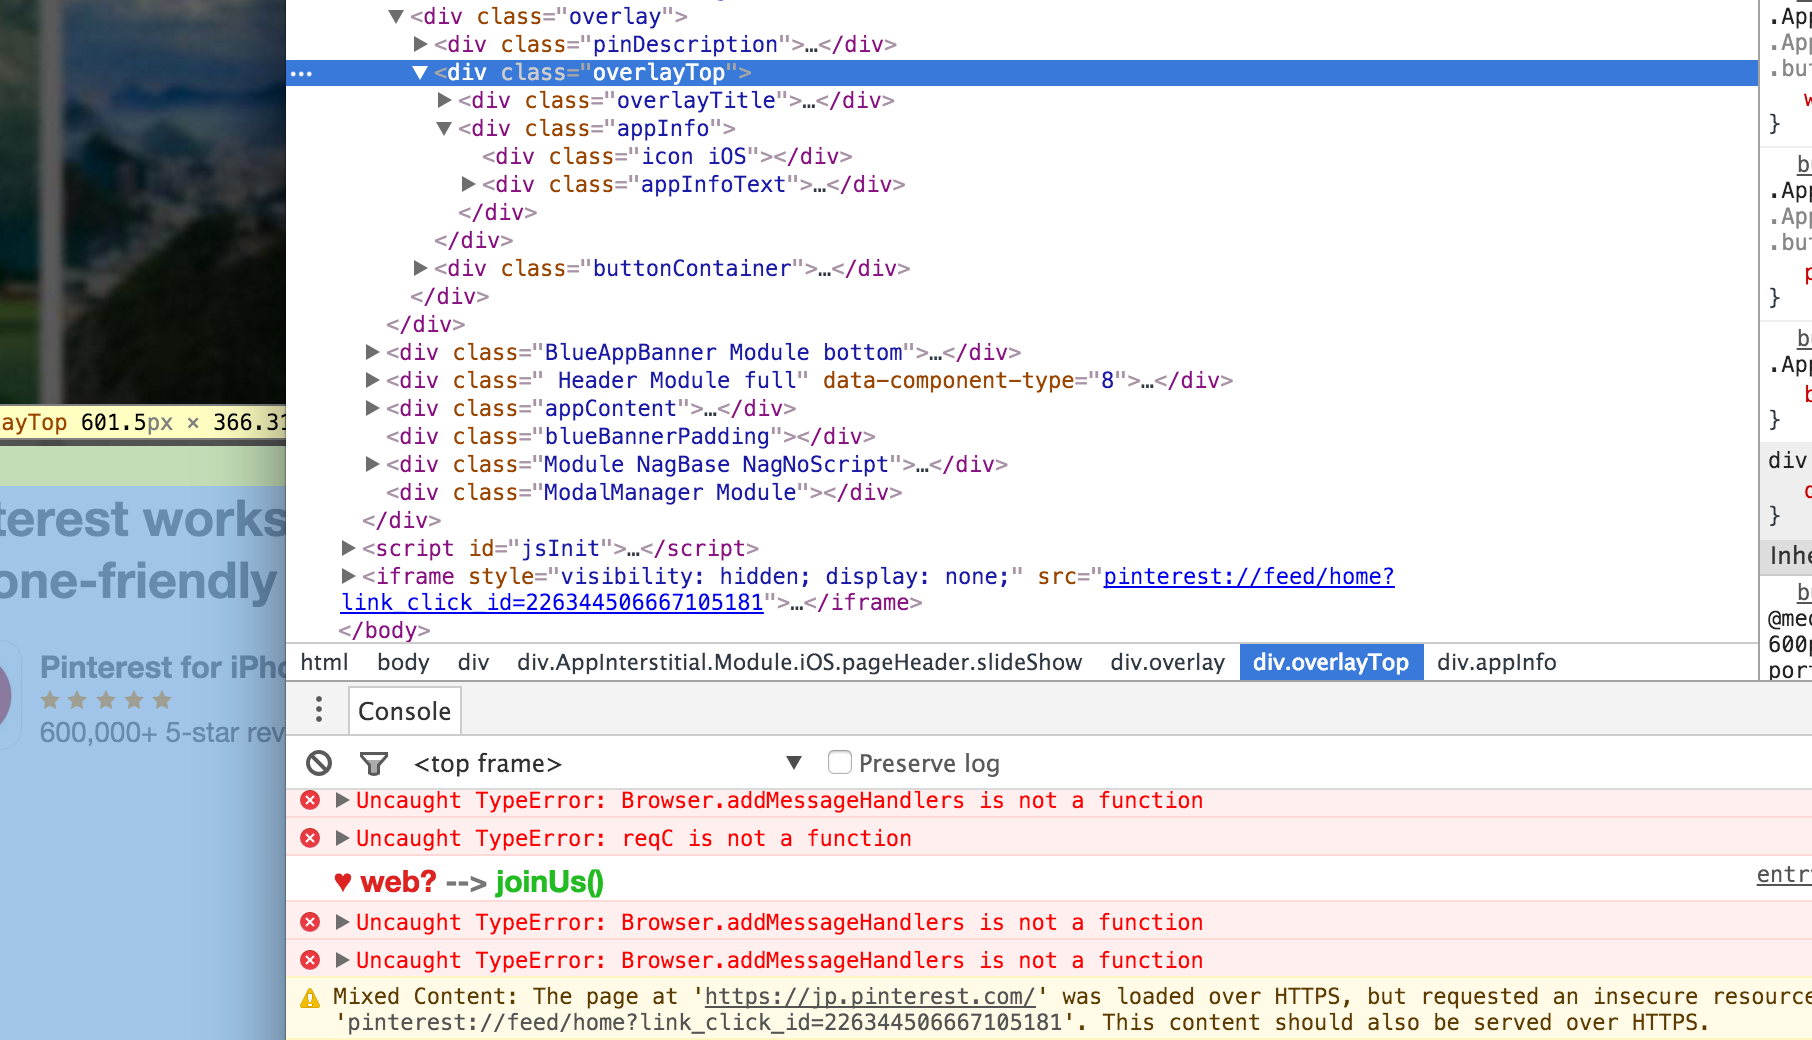 <div class="overlay">
<div class="pinDescription">…</div>
<div class="overlayTop">
<div class="overlayTitle">…</div>
<div class="appInfo">
<div class="icon iOS"></div>
<div class="appInfoText">…</div>
</div>
</div>
<div class="buttonContainer">…</div>
</div>
</div>
<div class="BlueAppBanner Module bottom">…</div>
<div class=" Header Module full" data-component-type="8">…</div>
<div class="appContent">…</div>
<div class="blueBannerPadding"></div>
<div class="Module NagBase NagNoScript">…</div>
<div class="ModalManager Module"></div>
</div>
<script id="jsInit">…</script>
<iframe style="visibility: hidden; display: none;" src="pinterest://feed/home?
link_click_id=226344506667105181">…</iframe>
</body>
html body div div.AppInterstitial.Module.iOS.pageHeader.slideShow div.overlay div.overlayTop div.appInfo
ayTop 601.5px × 366.31
terest works
one-friendly
Pinterest for iPho
★★★★★
600,000+ 5-star rev
.App
.App
.but
w
}
bu
.App
.App
.but
p
}
bu
.App
b
}
div
d
}
Inhe
bu
@med
600p
port
Console
<top frame> ▼ Preserve log
Uncaught TypeError: Browser.addMessageHandlers is not a function
Uncaught TypeError: reqC is not a function
♥ web? --> joinUs()
entr
Uncaught TypeError: Browser.addMessageHandlers is not a function
Uncaught TypeError: Browser.addMessageHandlers is not a function
Mixed Content: The page at 'https://jp.pinterest.com/' was loaded over HTTPS, but requested an insecure resource
'pinterest://feed/home?link_click_id=226344506667105181'. This content should also be served over HTTPS.